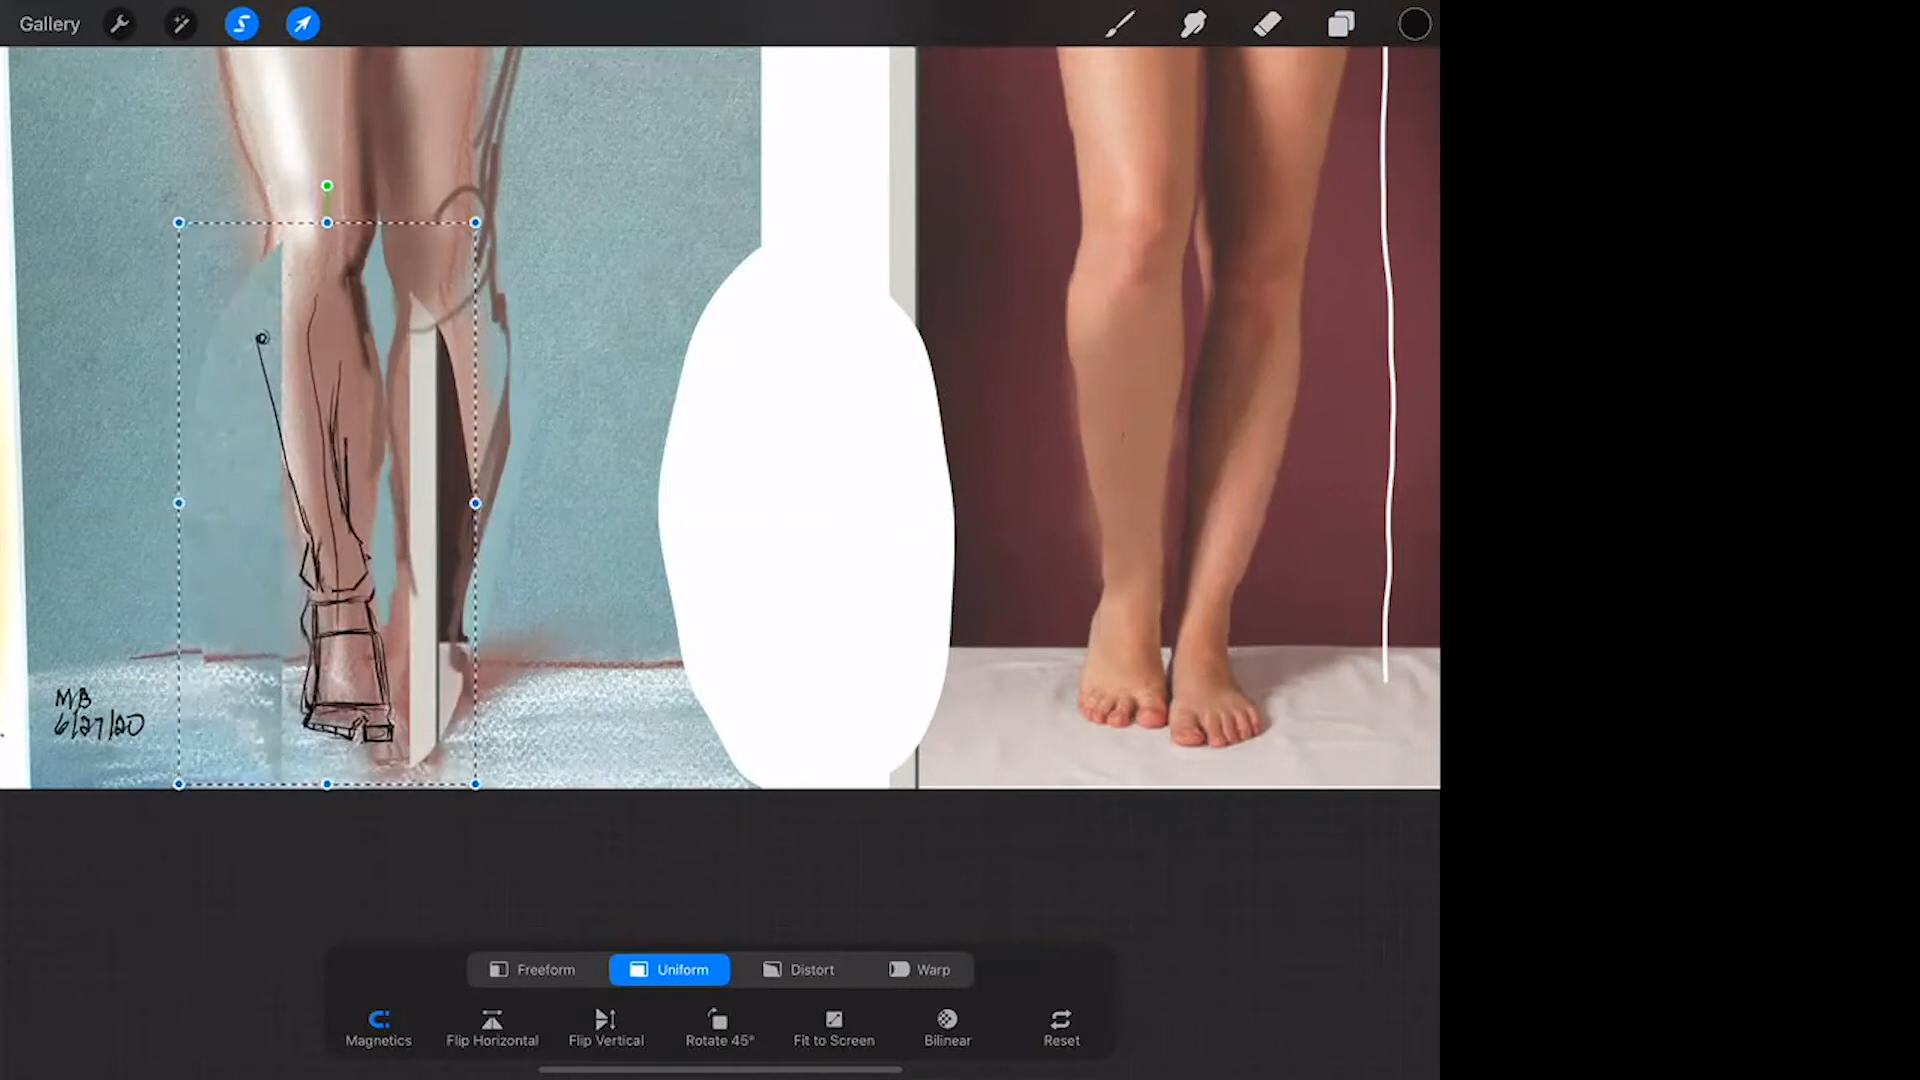 Gallery
MB
6/27/20
Freeform
Uniform
Distort
Warp
Magnetics
Flip Horizontal
Flip Vertical
Rotate 45°
Fit to Screen
Bilinear
Reset